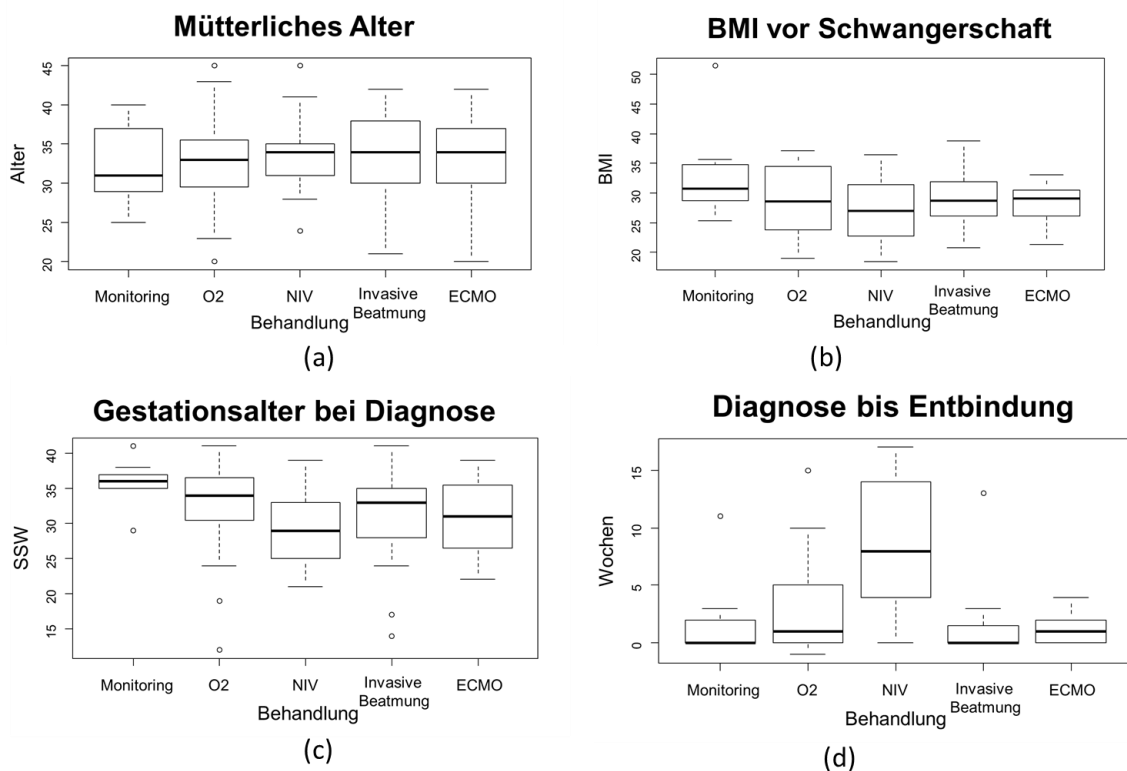 Mütterliches Alter
Alter
45
40
35
30
25
20
Monitoring
O2
NIV
Invasive
Beatmung
ECMO
Behandlung
(a)
BMI vor Schwangerschaft
BMI
50
45
40
35
30
25
20
Monitoring
O2
NIV
Invasive
Beatmung
ECMO
Behandlung
(b)
Gestationsalter bei Diagnose
SSW
40
35
30
25
20
15
Monitoring
O2
NIV
Invasive
Beatmung
ECMO
Behandlung
(c)
Diagnose bis Entbindung
Wochen
15
10
5
0
Monitoring
O2
NIV
Invasive
Beatmung
ECMO
Behandlung
(d)